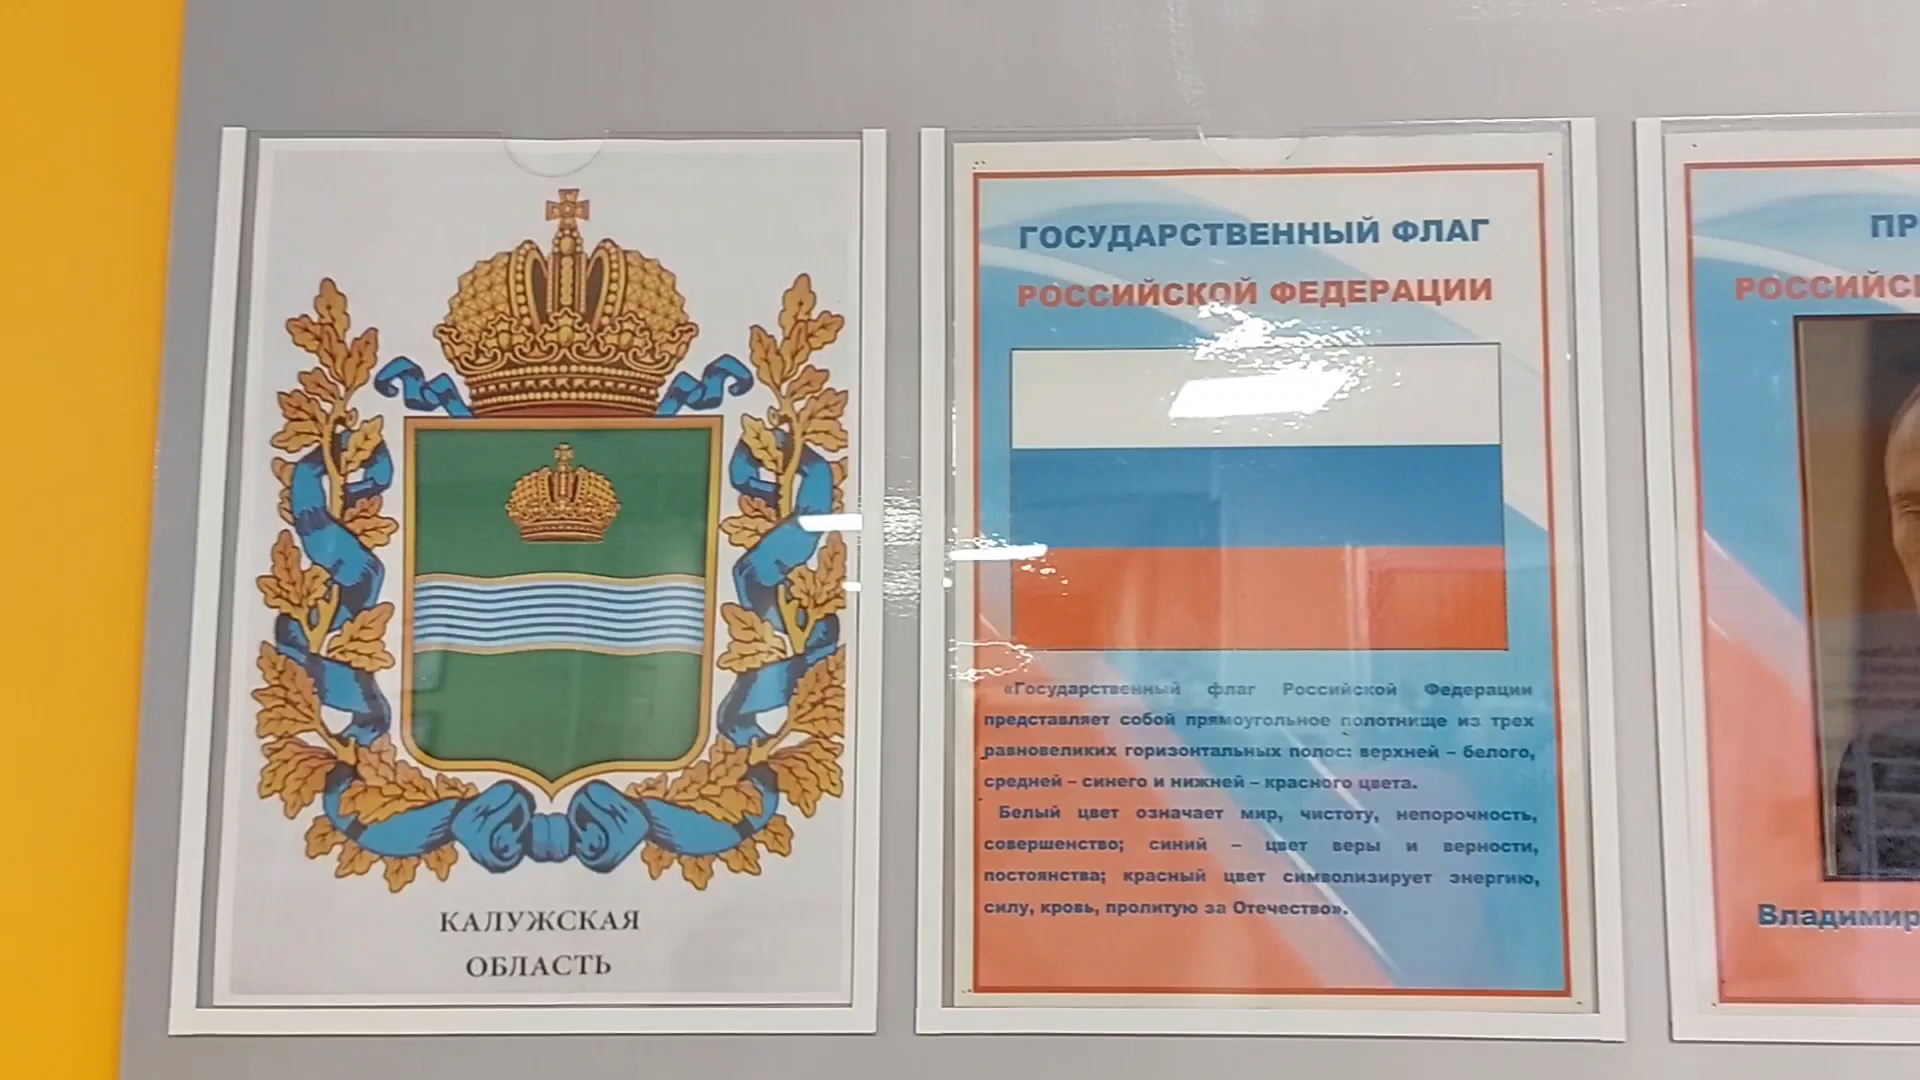 КАЛУЖСКАЯ
ОБЛАСТЬ
ГОСУДАРСТВЕННЫЙ ФЛАГ
РОССИЙСКОЙ ФЕДЕРАЦИИ
«Государственный флаг Российской Федерации
представляет собой прямоугольное полотнище из трех
равновеликих горизонтальных полос: верхней – белого,
средней – синего и нижней – красного цвета.
Белый цвет означает мир, чистоту, непорочность,
совершенство; синий – цвет веры и верности,
постоянства; красный цвет символизирует энергию,
силу, кровь, пролитую за Отечество».
ПР
РОССИЙС
Владимир